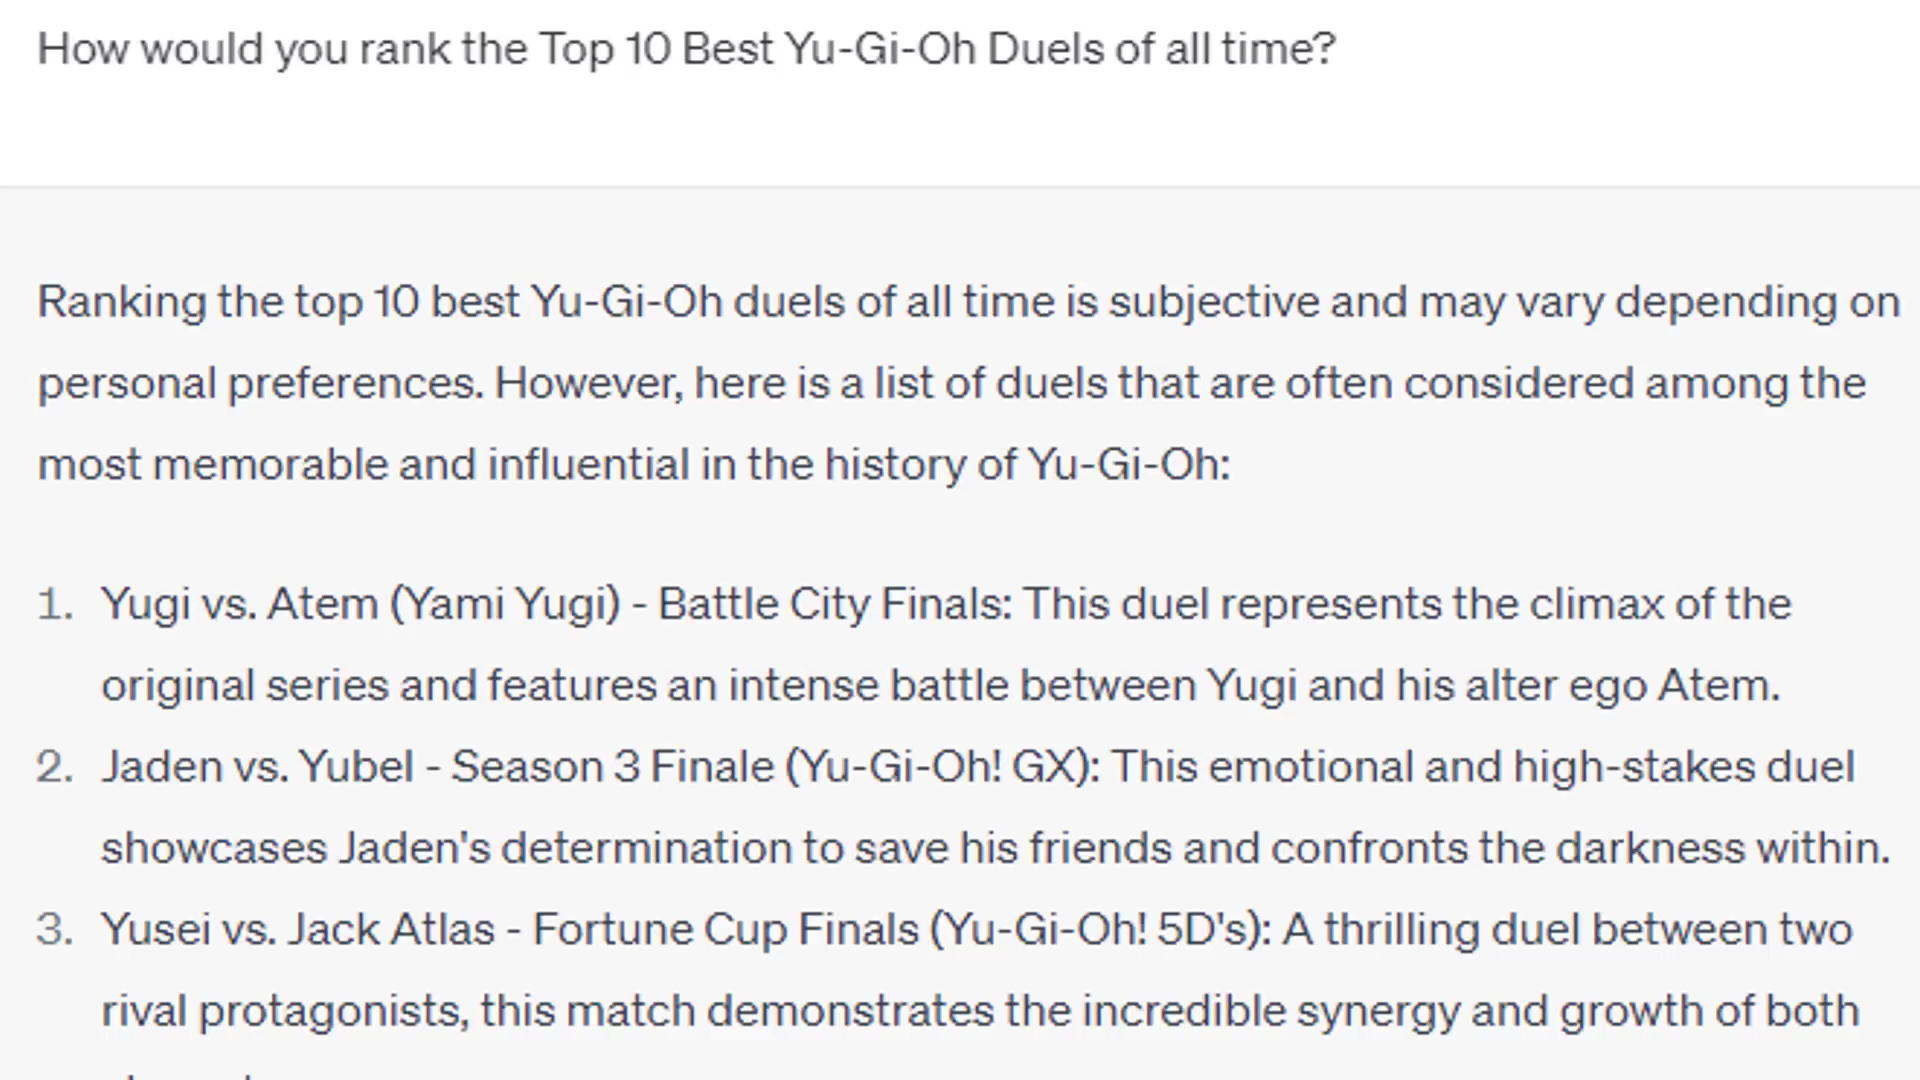 How would you rank the Top 10 Best Yu-Gi-Oh Duels of all time?
Ranking the top 10 best Yu-Gi-Oh duels of all time is subjective and may vary depending on
personal preferences. However, here is a list of duels that are often considered among the
most memorable and influential in the history of Yu-Gi-Oh:
1. Yugi vs. Atem (Yami Yugi) - Battle City Finals: This duel represents the climax of the
original series and features an intense battle between Yugi and his alter ego Atem.
2. Jaden vs. Yubel - Season 3 Finale (Yu-Gi-Oh! GX): This emotional and high-stakes duel
showcases Jaden's determination to save his friends and confronts the darkness within.
3. Yusei vs. Jack Atlas - Fortune Cup Finals (Yu-Gi-Oh! 5D's): A thrilling duel between two
rival protagonists, this match demonstrates the incredible synergy and growth of both